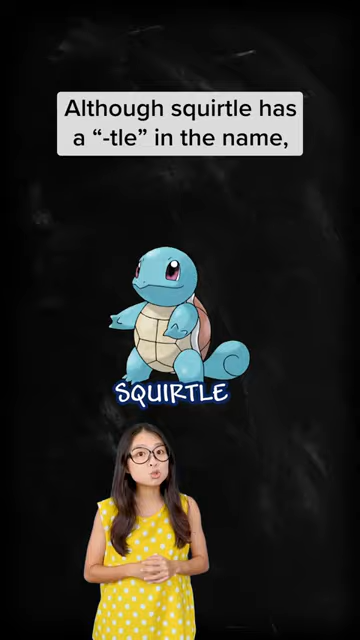 Although squirtle has
a “-tle” in the name,
SQUIRTLE